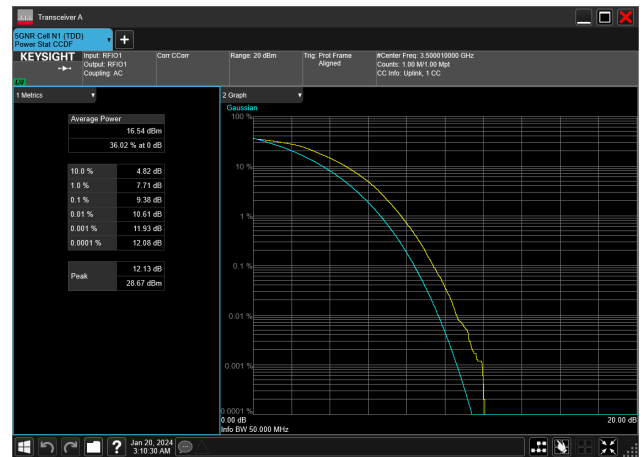 Transceiver A
5GNR Cell N1 (TDD)
Power Stat CCDF
KEYSIGHT
Input: RFIO1
Output: RFIO1
Coupling: AC
Corr CCorr
Range: 20 dBm
Trig: Prot Frame
Aligned
#Center Freq: 3.500010000 GHz
Counts: 1.00 M/1.00 Mpt
CC Info: Uplink, 1 CC
1 Metrics
Average Power
16.54 dBm
36.02 % at 0 dB
10.0 % 4.82 dB
1.0 % 7.71 dB
0.1 % 9.38 dB
0.01 % 10.61 dB
0.001 % 11.93 dB
0.0001 % 12.08 dB
Peak
12.13 dB
28.67 dBm
2 Graph
Gaussian
100 %
10 %
1 %
0.1 %
0.01 %
0.001 %
0.0001 %
0.00 dB
20.00 dB
Info BW 50.000 MHz
?
Jan 20, 2024
3:10:30 AM